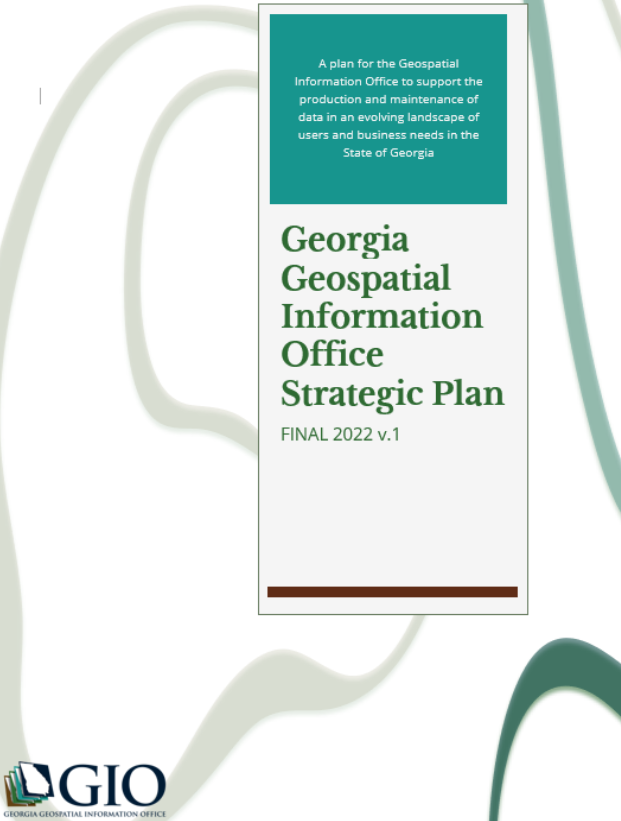 A plan for the Geospatial
Information Office to support the
production and maintenance of
data in an evolving landscape of
users and business needs in the
State of Georgia
Georgia
Geospatial
Information
Office
Strategic Plan
FINAL 2022 v.1
GIO
GEORGIA GEOSPATIAL INFORMATION OFFICE